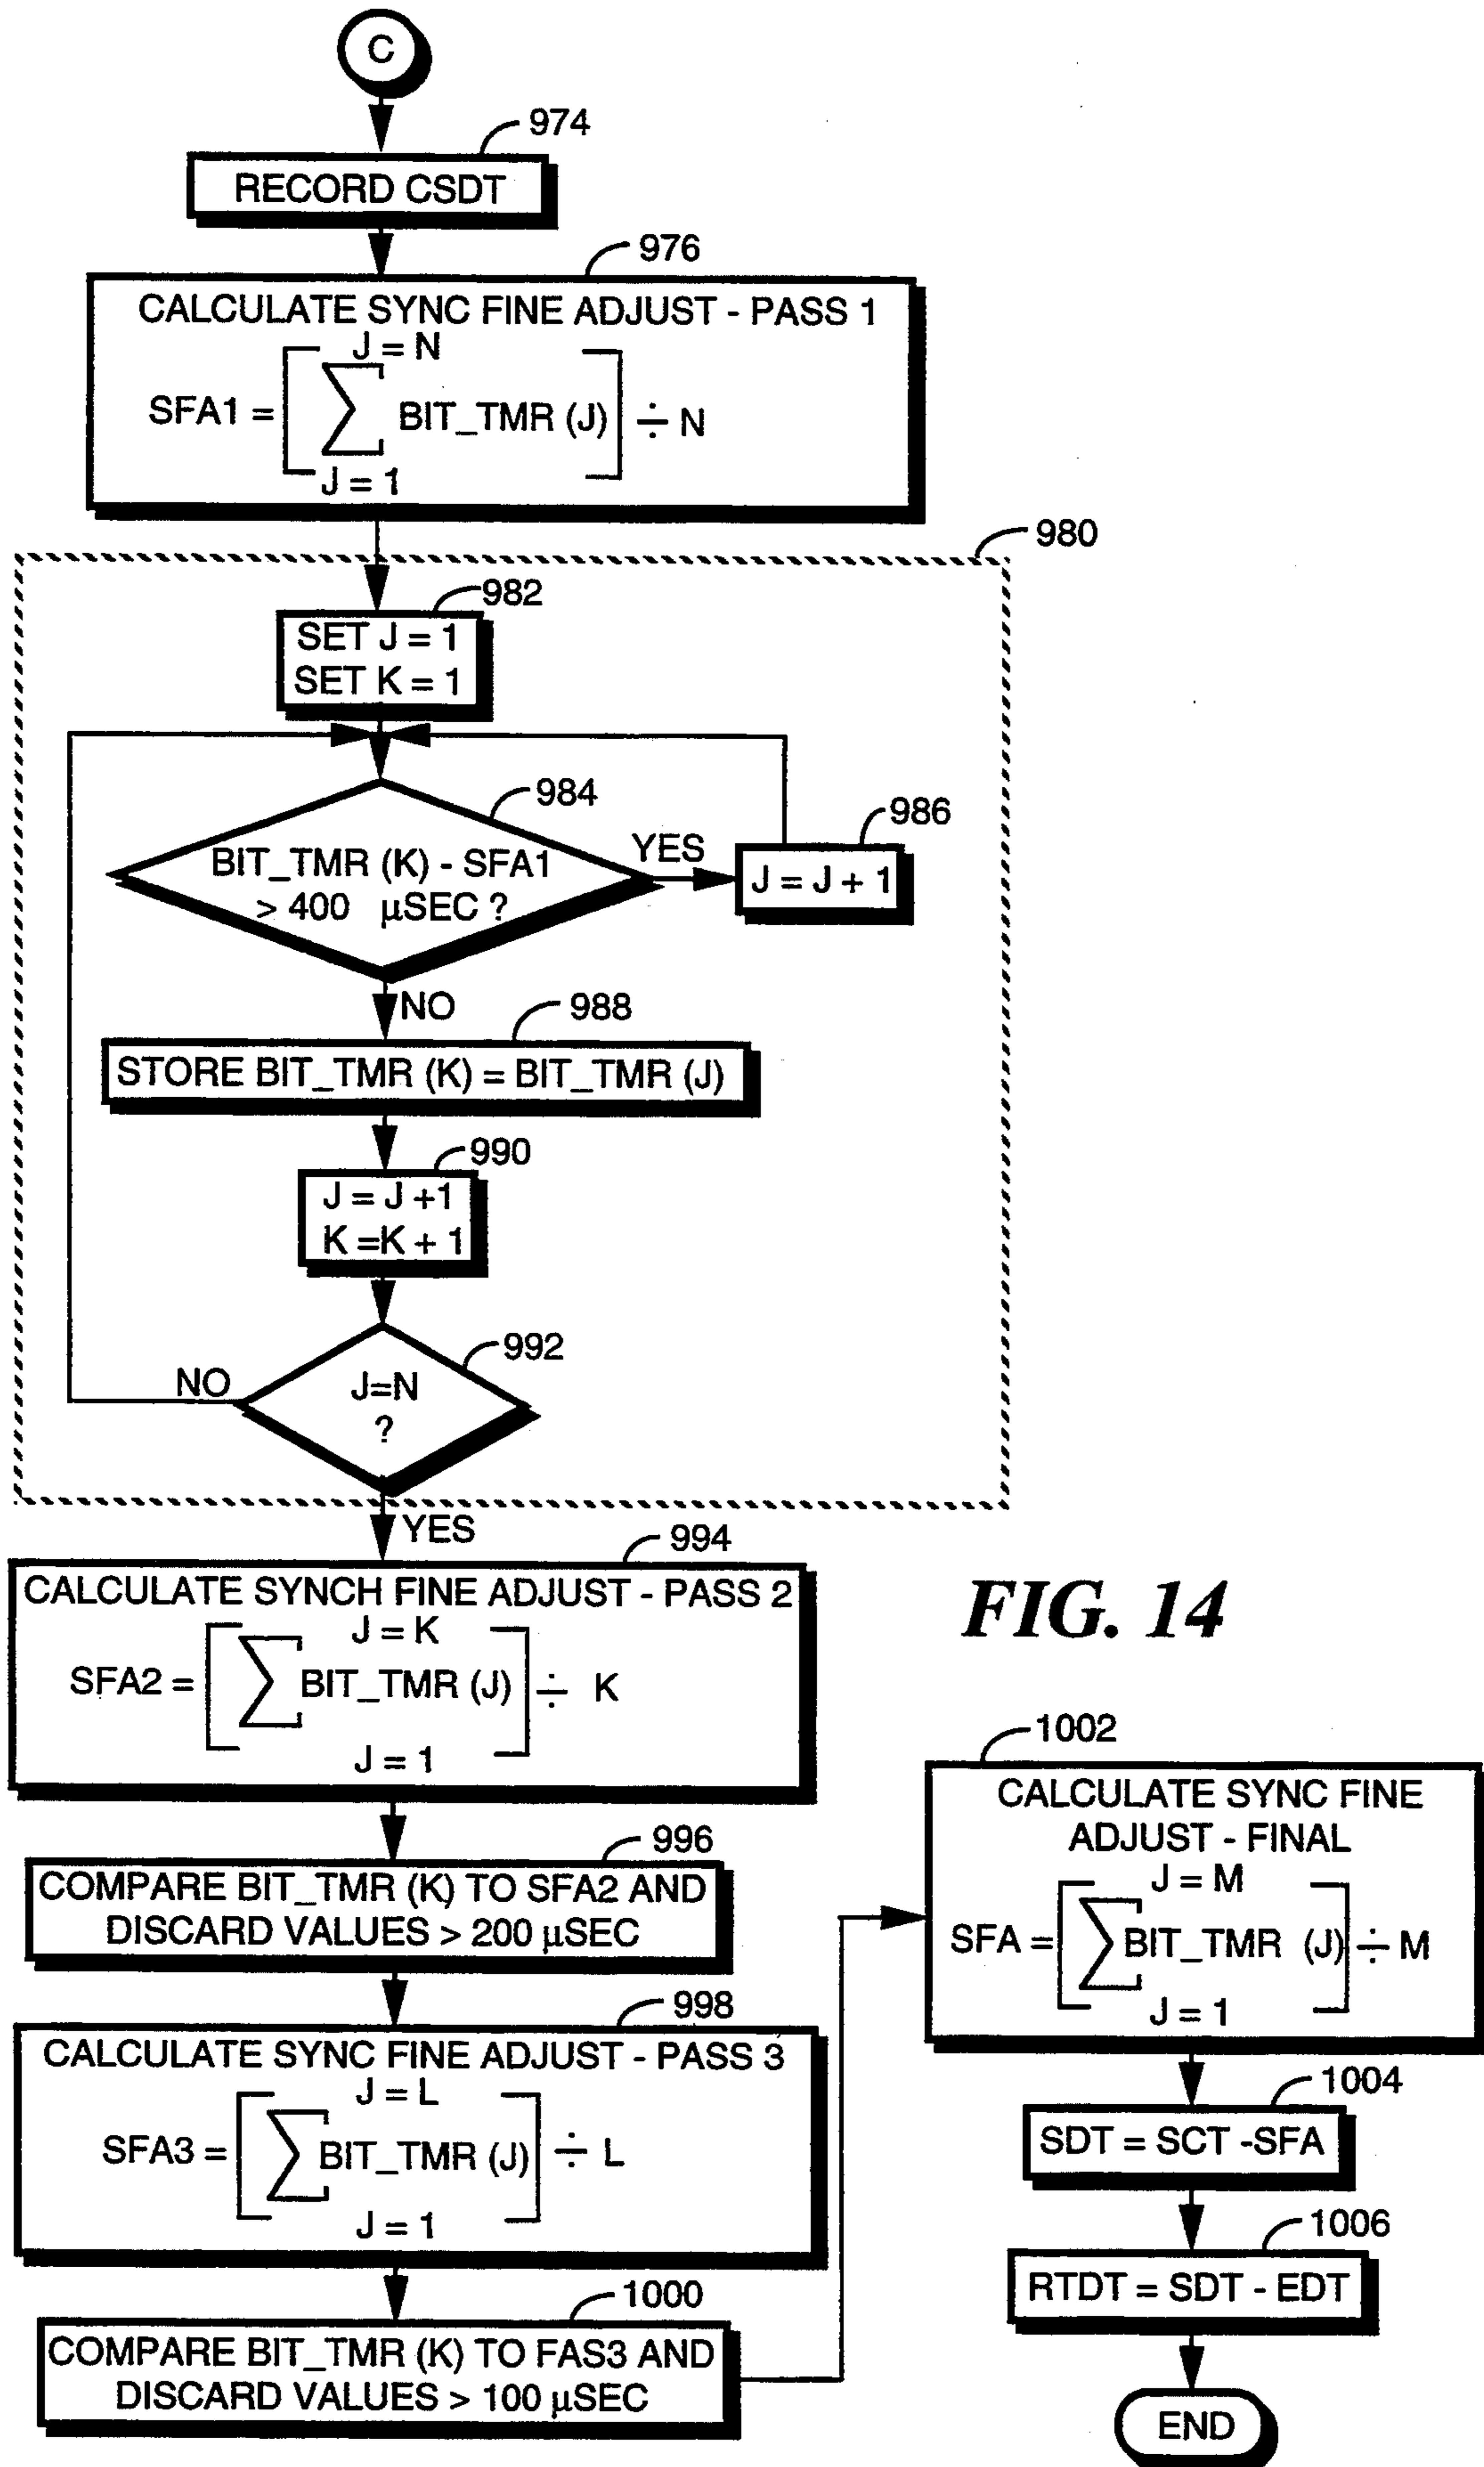 C
974
RECORD CSDT
976
CALCULATE SYNC FINE ADJUST - PASS 1
J = N
SFA1 = [ ∑ BIT_TMR (J) ] ÷ N
J = 1
980
982
SET J = 1
SET K = 1
984
BIT_TMR (K) - SFA1
> 400 µSEC ?
YES
986
J = J + 1
NO
988
STORE BIT_TMR (K) = BIT_TMR (J)
990
J = J +1
K =K + 1
992
J=N
?
NO
YES
994
CALCULATE SYNCH FINE ADJUST - PASS 2
J = K
SFA2 = [ ∑ BIT_TMR (J) ] ÷ K
J = 1
996
COMPARE BIT_TMR (K) TO SFA2 AND
DISCARD VALUES > 200 µSEC
998
CALCULATE SYNC FINE ADJUST - PASS 3
J = L
SFA3 = [ ∑ BIT_TMR (J) ] ÷ L
J = 1
1000
COMPARE BIT_TMR (K) TO FAS3 AND
DISCARD VALUES > 100 µSEC
FIG. 14
1002
CALCULATE SYNC FINE
ADJUST - FINAL
J = M
SFA = [ ∑ BIT_TMR (J) ] ÷ M
J = 1
1004
SDT = SCT -SFA
1006
RTDT = SDT - EDT
END